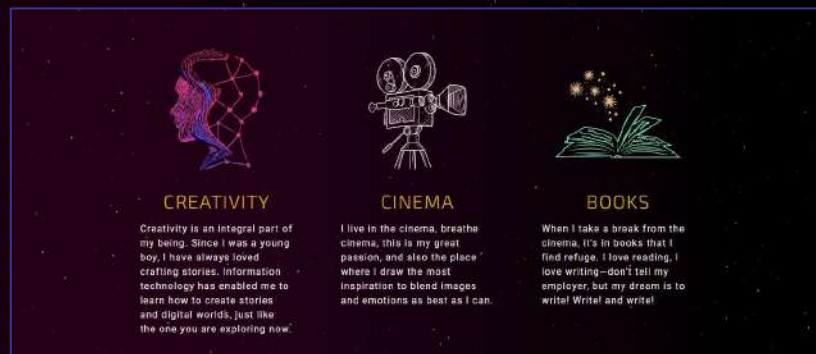 CREATIVITY
Creativity is an integral part of
my being. Since I was a young
boy, I have always loved
crafting stories. Information
technology has enabled me to
learn how to create stories
and digital worlds, just like
the one you are exploring now.
CINEMA
I live in the cinema, breathe
cinema, this is my great
passion, and also the place
where I draw the most
inspiration to blend images
and emotions as best as I can.
BOOKS
When I take a break from the
cinema, it's in books that I
find refuge. I love reading, I
love writing—don't tell my
employer, but my dream is to
write! Write! and write!